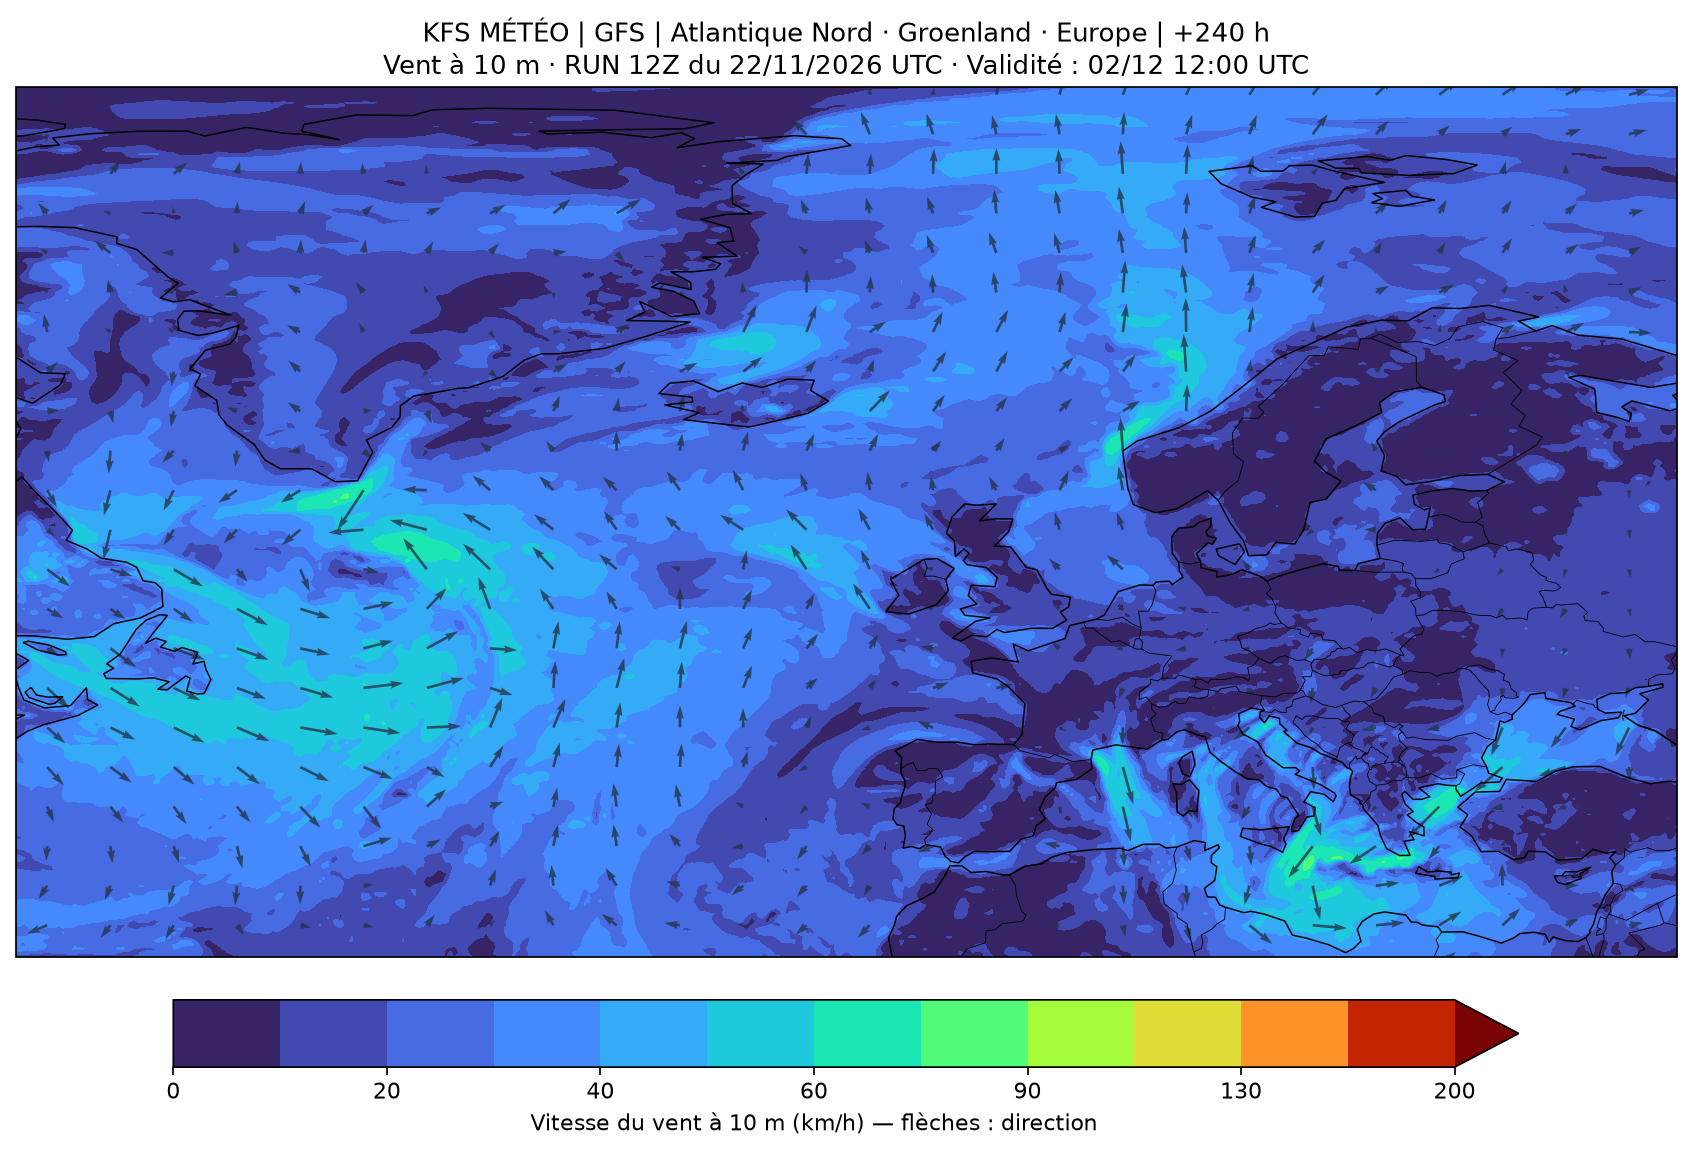 KFS MÉTÉO | GFS | Atlantique Nord · Groenland · Europe | +240 h
Vent à 10 m · RUN 12Z du 22/11/2026 UTC · Validité : 02/12 12:00 UTC
0 20 40 60 90 130 200
Vitesse du vent à 10 m (km/h) — flèches : direction